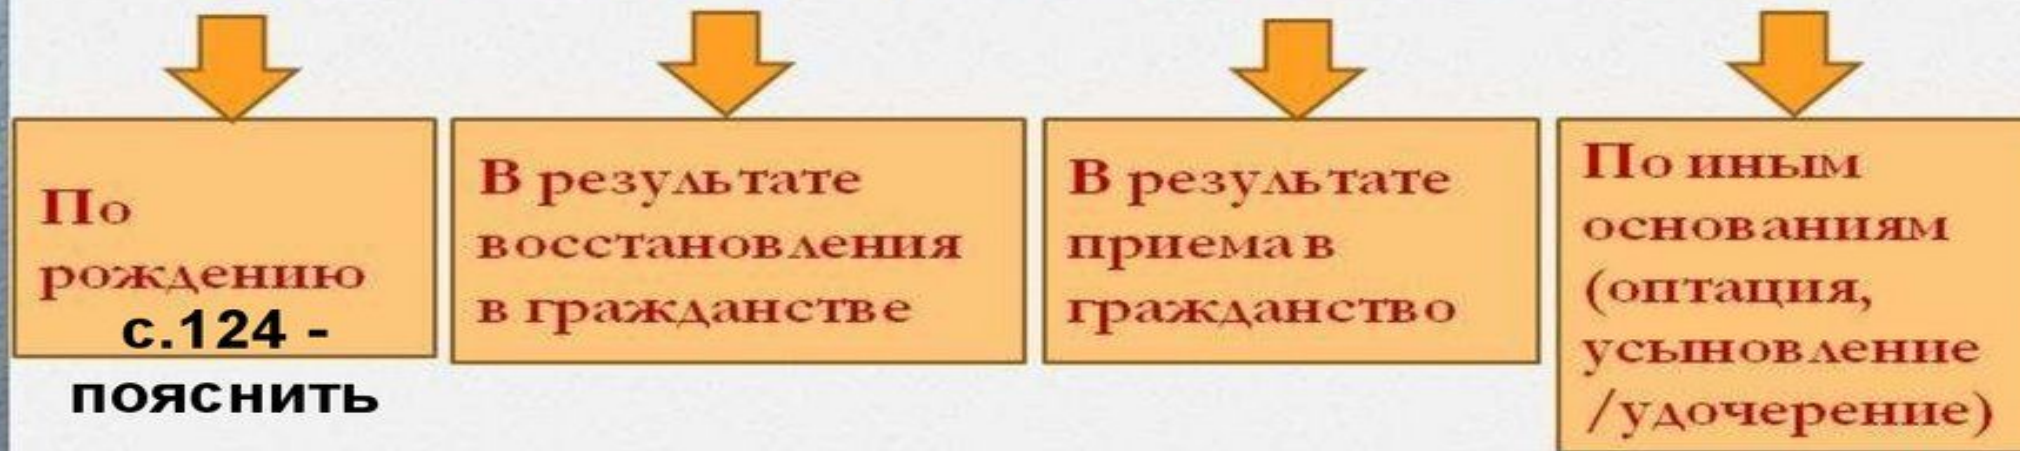 По
рождению
с.124 -
пояснить
В результате
восстановления
в гражданстве
В результате
приема в
гражданство
По иным
основаниям
(оптация,
усыновление
/удочерение)